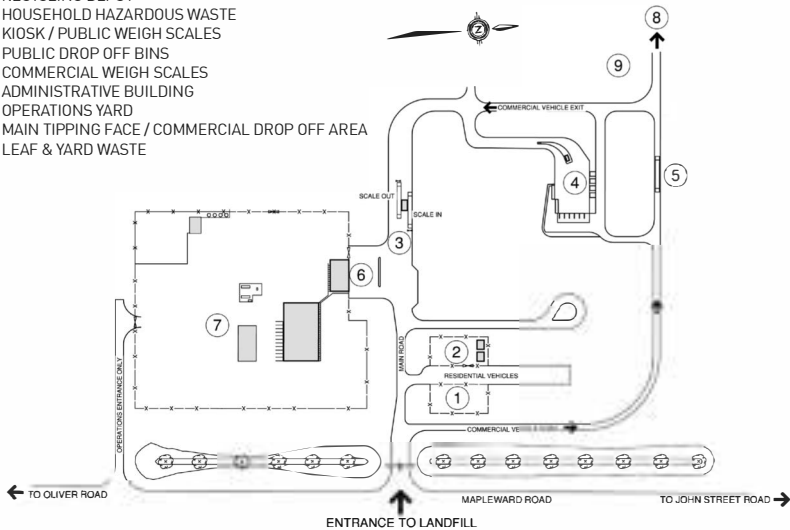 HOUSEHOLD HAZARDOUS WASTE
KIOSK / PUBLIC WEIGH SCALES
PUBLIC DROP OFF BINS
COMMERCIAL WEIGH SCALES
ADMINISTRATIVE BUILDING
OPERATIONS YARD
MAIN TIPPING FACE / COMMERCIAL DROP OFF AREA
LEAF & YARD WASTE
Z
8
9
COMMERCIAL VEHICLE EXIT
5
4
SCALE OUT
SCALE IN
3
6
7
MAIN ROAD
2
RESIDENTIAL VEHICLES
1
OPERATIONS ENTRANCE ONLY
COMMERCIAL
TO OLIVER ROAD
MAPLEWARD ROAD
TO JOHN STREET ROAD
ENTRANCE TO LANDFILL